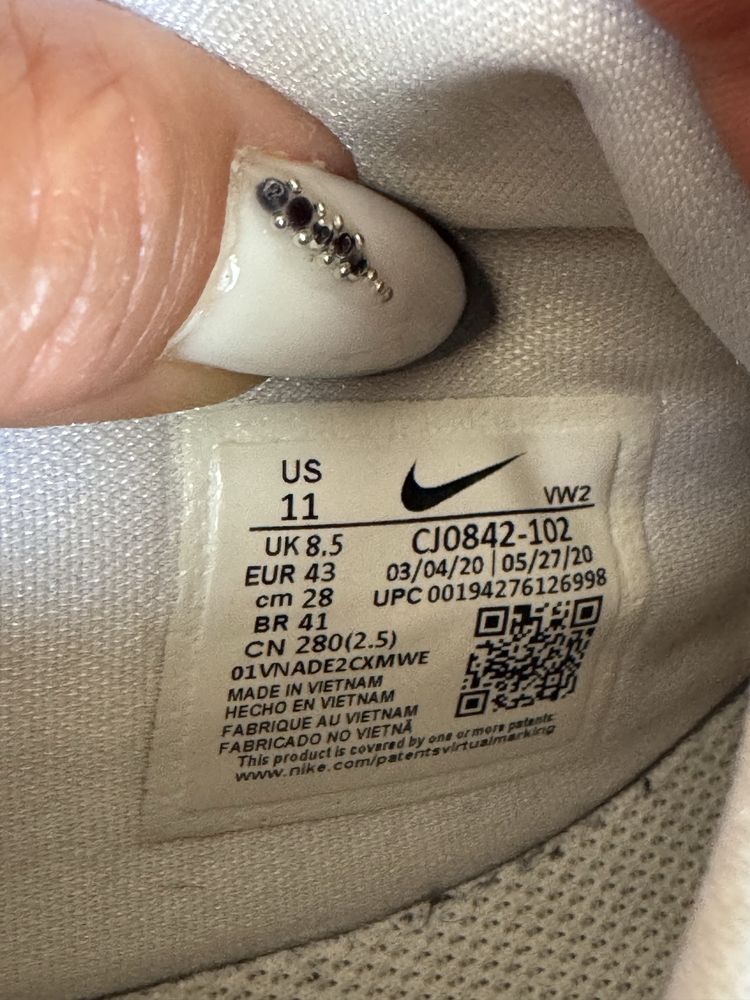 US
11
VW2
UK 8.5
CJ0842-102
EUR 43
03/04/20 | 05/27/20
cm 28
UPC 00194276126998
BR 41
CN 280(2.5)
01VNADE2CXMWE
MADE IN VIETNAM
HECHO EN VIETNAM
FABRIQUE AU VIETNAM
FABRICADO NO VIETNÃ
This product is covered by one or more patents:
www.nike.com/patentsvirtualmarking